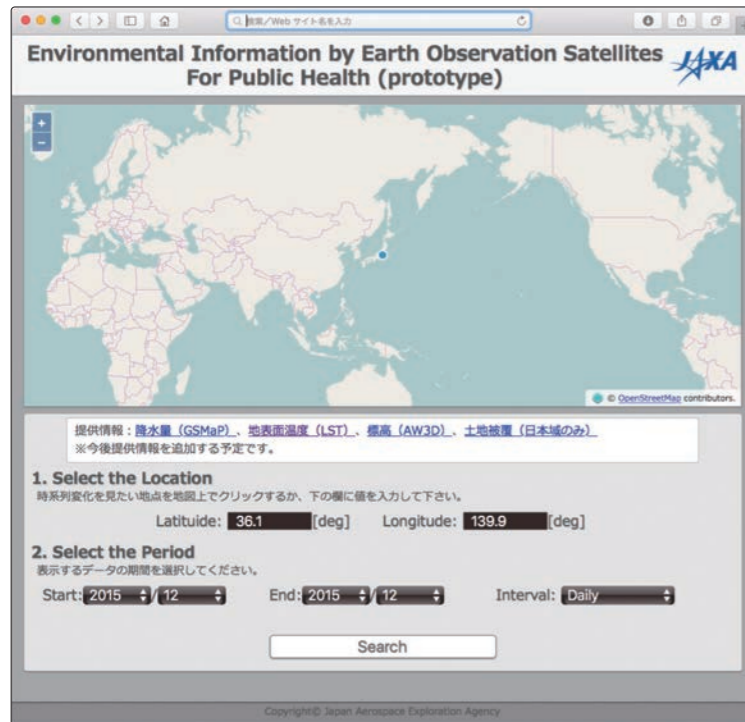 検索/Web サイト名を入力
Environmental Information by Earth Observation Satellites
For Public Health (prototype)
JAXA
+
−
© OpenStreetMap contributors.
提供情報：降水量（GSMaP）、地表面温度（LST）、標高（AW3D）、土地被覆（日本域のみ）
※今後提供情報を追加する予定です。
1. Select the Location
時系列変化を見たい地点を地図上でクリックするか、下の欄に値を入力して下さい。
Latituide: 36.1 [deg] Longitude: 139.9 [deg]
2. Select the Period
表示するデータの期間を選択してください。
Start: 2015 / 12 End: 2015 / 12 Interval: Daily
Search
Copyright© Japan Aerospace Exploration Agency